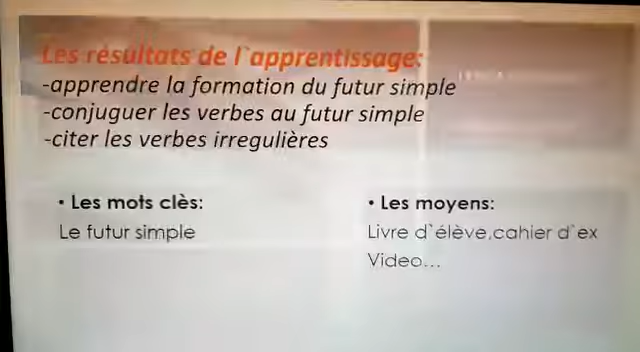 Les résultats de l`apprentissage:
-apprendre la formation du futur simple
-conjuguer les verbes au futur simple
-citer les verbes irregulières
• Les mots clès:
Le futur simple
• Les moyens:
Livre d`élève,cahier d`ex
Video...